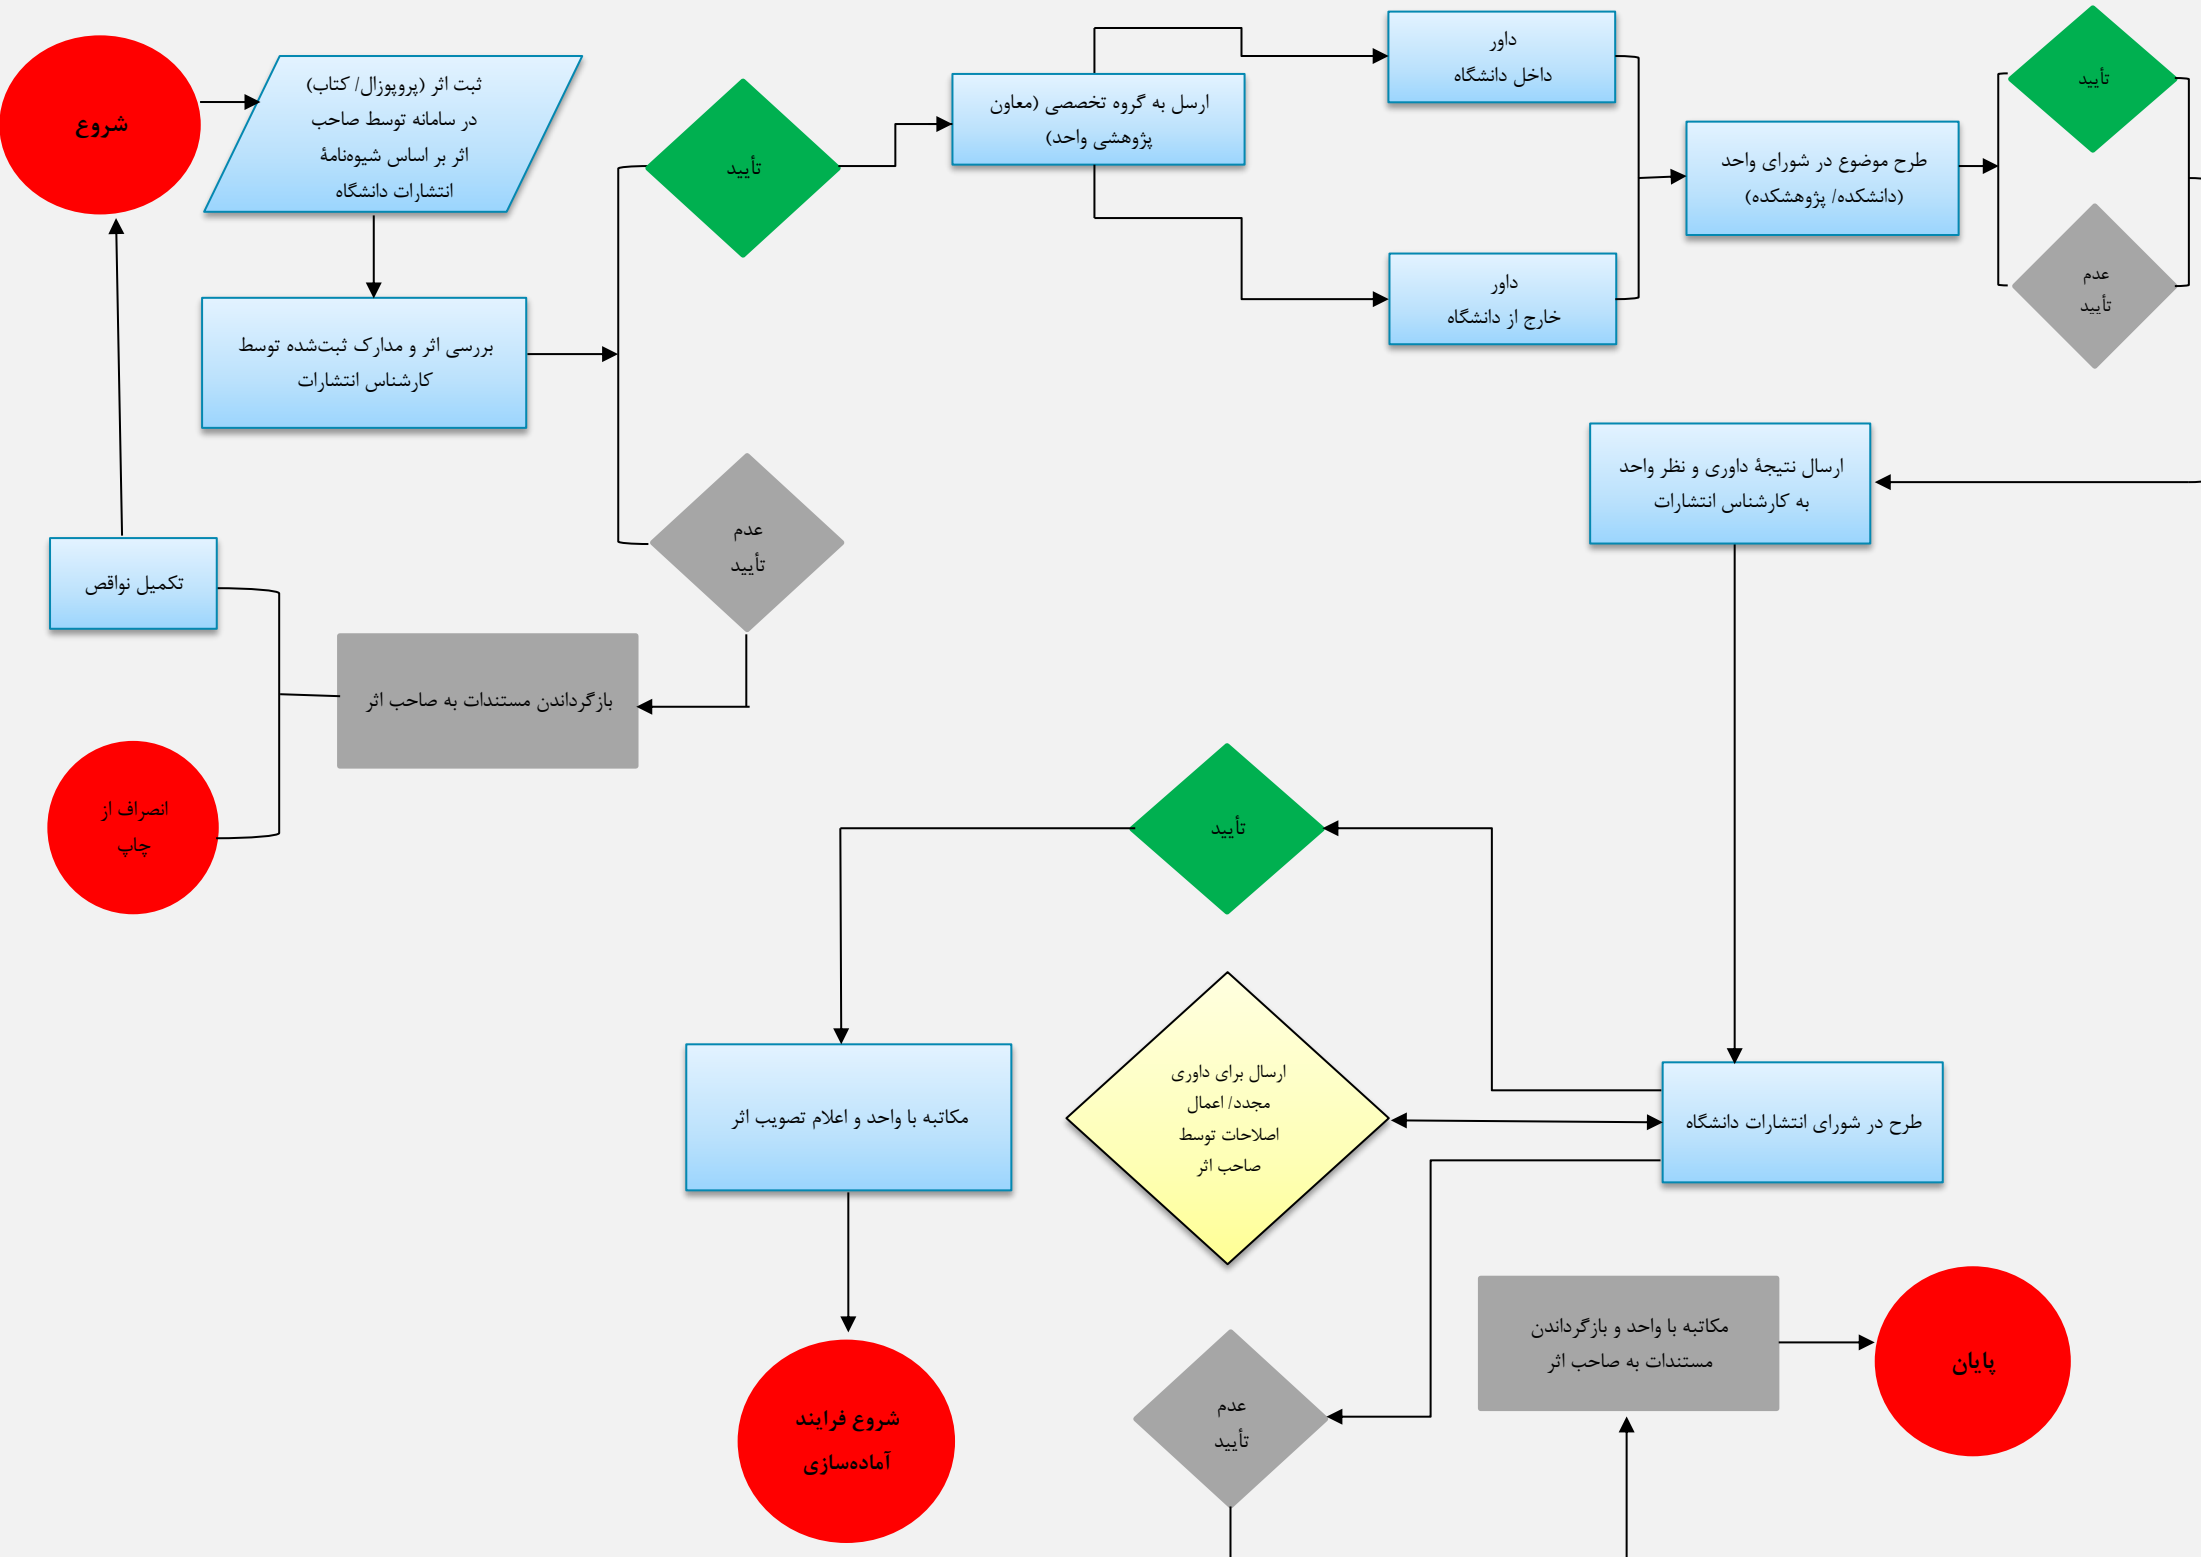 شروع
ثبت اثر (پروپوزال/ کتاب)
در سامانه توسط صاحب
اثر بر اساس شیوه‌نامهٔ
انتشارات دانشگاه
بررسی اثر و مدارک ثبت‌شده توسط
کارشناس انتشارات
تأیید
عدم
تأیید
بازگرداندن مستندات به صاحب اثر
تکمیل نواقص
انصراف از
چاپ
ارسل به گروه تخصصی (معاون
پژوهشی واحد)
داور
داخل دانشگاه
داور
خارج از دانشگاه
طرح موضوع در شورای واحد
(دانشکده/ پژوهشکده)
تأیید
عدم
تأیید
ارسال نتیجهٔ داوری و نظر واحد
به کارشناس انتشارات
طرح در شورای انتشارات دانشگاه
تأیید
ارسال برای داوری
مجدد/ اعمال
اصلاحات توسط
صاحب اثر
عدم
تأیید
مکاتبه با واحد و اعلام تصویب اثر
شروع فرایند
آماده‌سازی
مکاتبه با واحد و بازگرداندن
مستندات به صاحب اثر
پایان